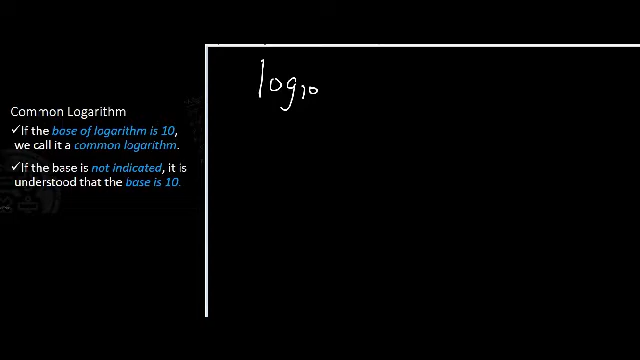 Common Logarithm
✓If the base of logarithm is 10,
we call it a common logarithm.
✓If the base is not indicated, it is
understood that the base is 10.
log₁₀